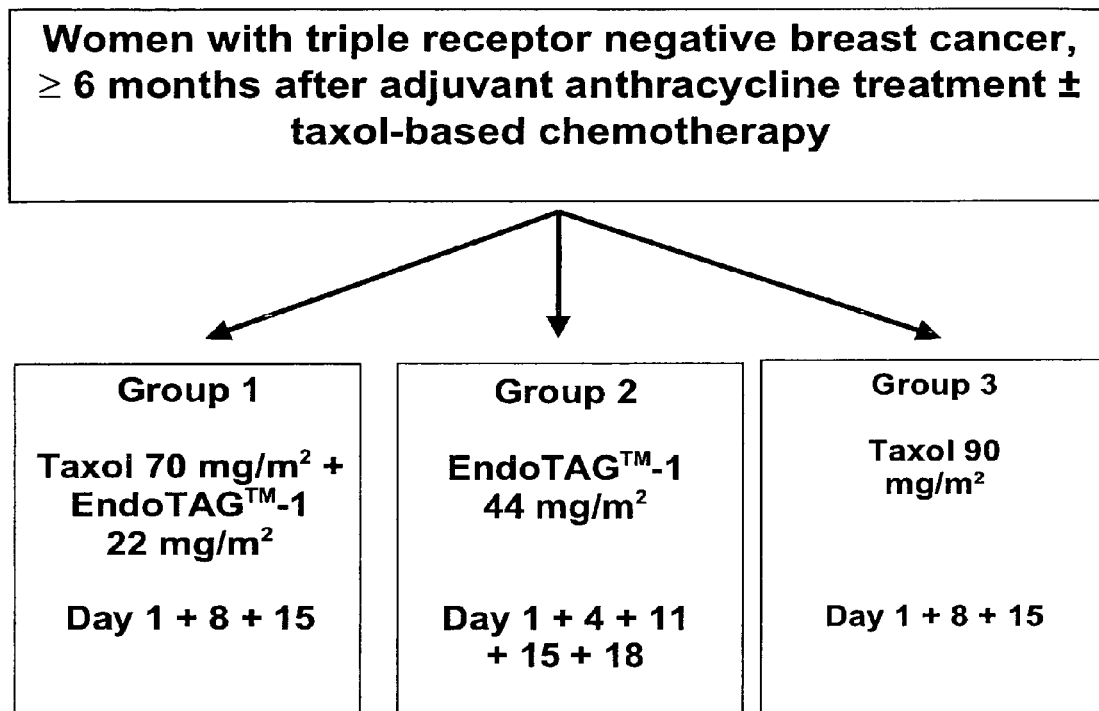 Women with triple receptor negative breast cancer,
≥ 6 months after adjuvant anthracycline treatment ±
taxol-based chemotherapy
Group 1
Taxol 70 mg/m² +
EndoTAG™-1
22 mg/m²
Day 1 + 8 + 15
Group 2
EndoTAG™-1
44 mg/m²
Day 1 + 4 + 11
+ 15 + 18
Group 3
Taxol 90
mg/m²
Day 1 + 8 + 15